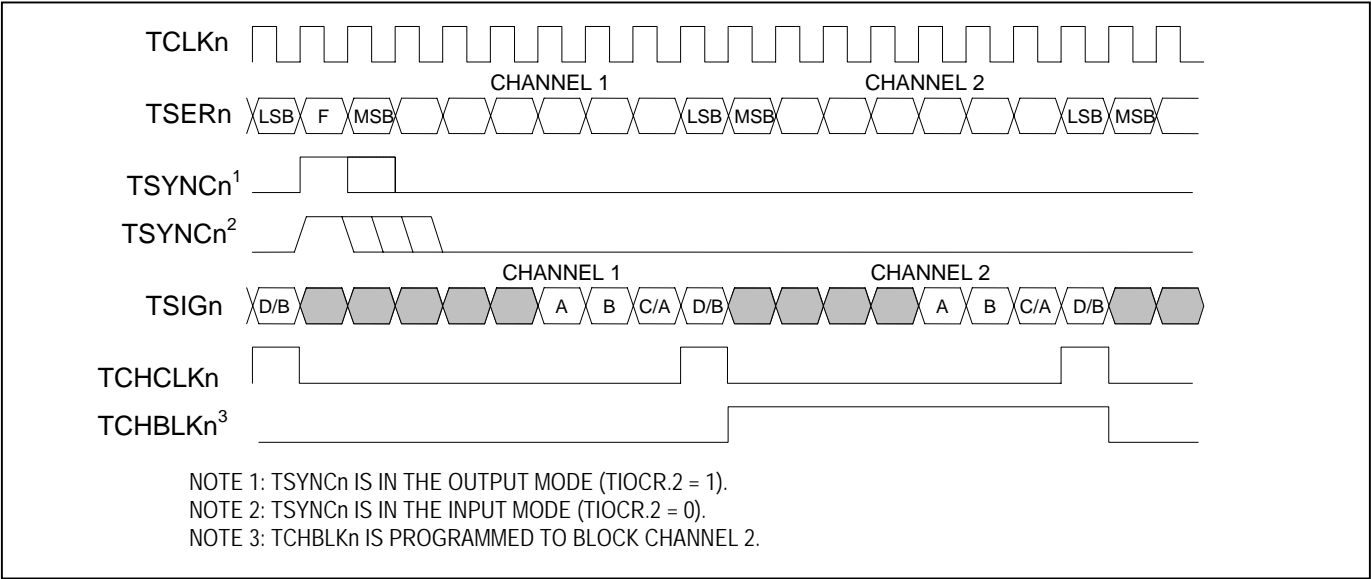 TCLKn
CHANNEL 1 CHANNEL 2
TSERn LSB F MSB LSB MSB LSB MSB
TSYNCn1
TSYNCn2
CHANNEL 1 CHANNEL 2
TSIGn D/B A B C/A D/B A B C/A D/B
TCHCLKn
TCHBLKn3
NOTE 1: TSYNCn IS IN THE OUTPUT MODE (TIOCR.2 = 1).
NOTE 2: TSYNCn IS IN THE INPUT MODE (TIOCR.2 = 0).
NOTE 3: TCHBLKn IS PROGRAMMED TO BLOCK CHANNEL 2.